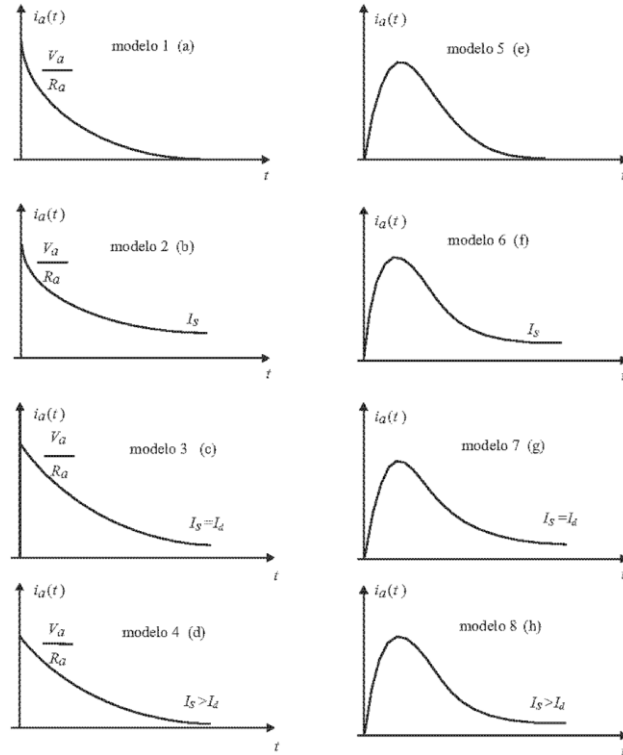 i_a(t)
modelo 1 (a)
V_a
R_a
t
i_a(t)
modelo 5 (e)
t
i_a(t)
modelo 2 (b)
V_a
R_a
I_s
t
i_a(t)
modelo 6 (f)
I_s
t
i_a(t)
modelo 3 (c)
V_a
R_a
I_s=I_d
t
i_a(t)
modelo 7 (g)
I_s=I_d
t
i_a(t)
modelo 4 (d)
V_a
R_a
I_s>I_d
t
i_a(t)
modelo 8 (h)
I_s>I_d
t